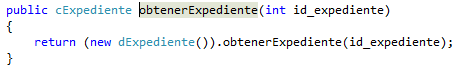 public cExpediente obtenerExpediente(int id_expediente)
{
    return (new dExpediente()).obtenerExpediente(id_expediente);
}